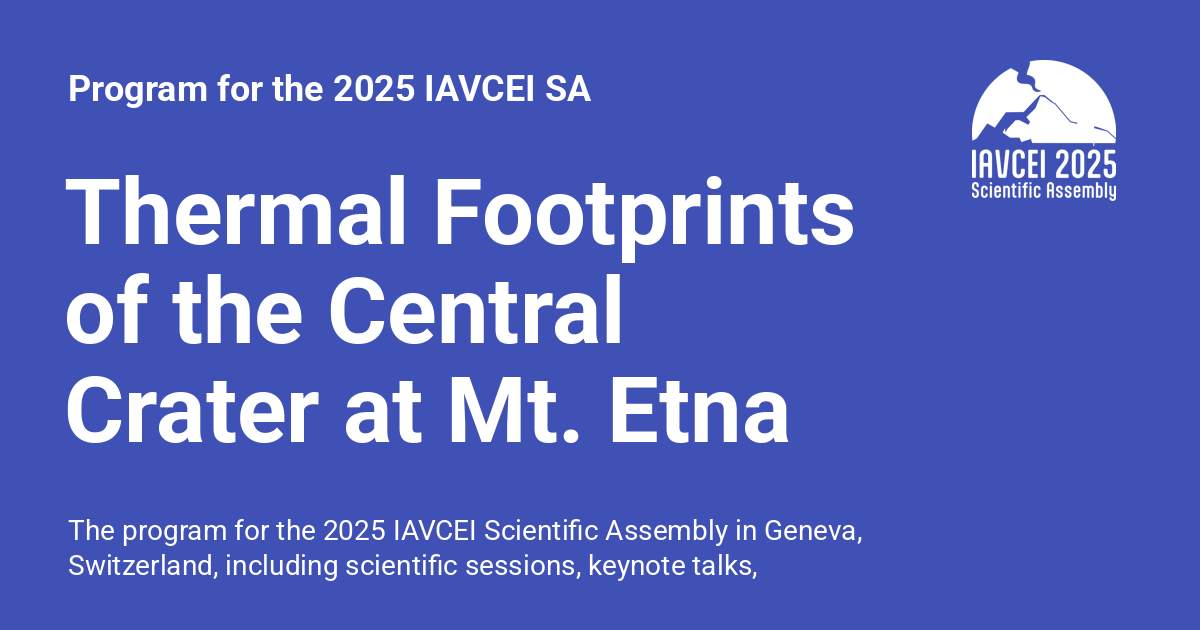 Program for the 2025 IAVCEI SA
IAVCEI 2025
Scientific Assembly
Thermal Footprints
of the Central
Crater at Mt. Etna
The program for the 2025 IAVCEI Scientific Assembly in Geneva,
Switzerland, including scientific sessions, keynote talks,